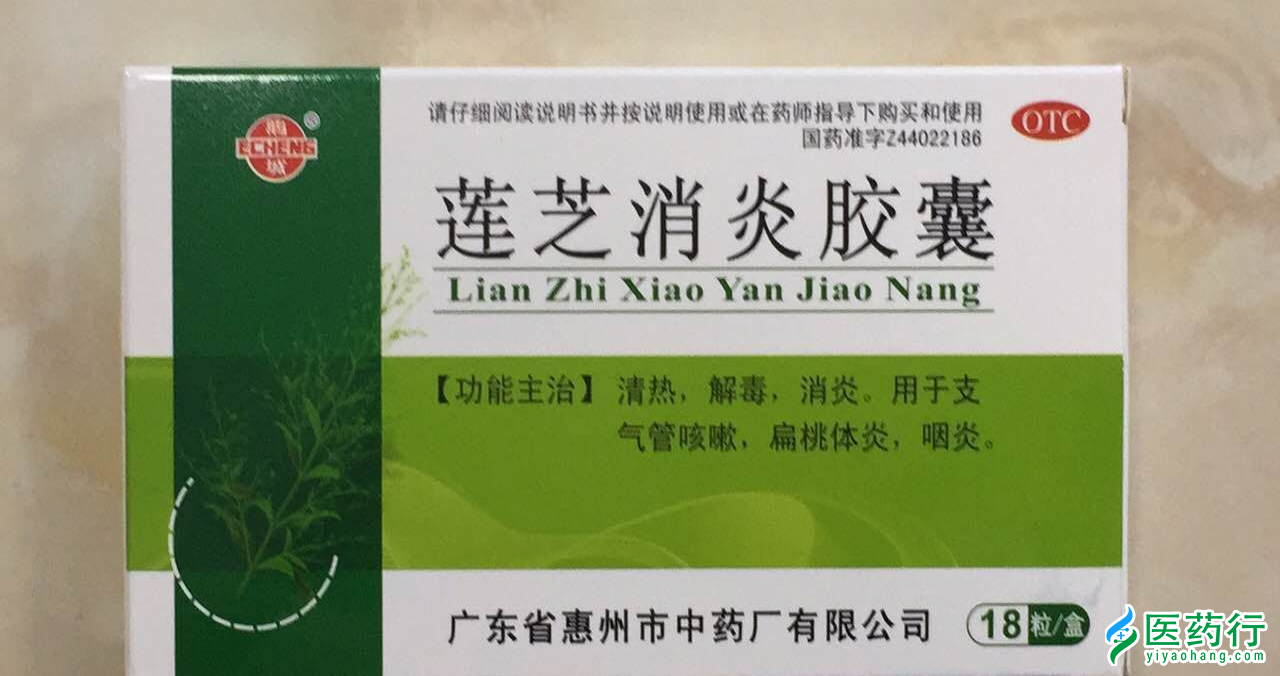 鹅
ECHENG
城
®
请仔细阅读说明书并按说明使用或在药师指导下购买和使用
国药准字Z44022186
OTC
莲芝消炎胶囊
Lian Zhi Xiao Yan Jiao Nang
【功能主治】清热，解毒，消炎。用于支
气管咳嗽，扁桃体炎，咽炎。
广东省惠州市中药厂有限公司
18粒/盒
医药行
yiyaohang.com